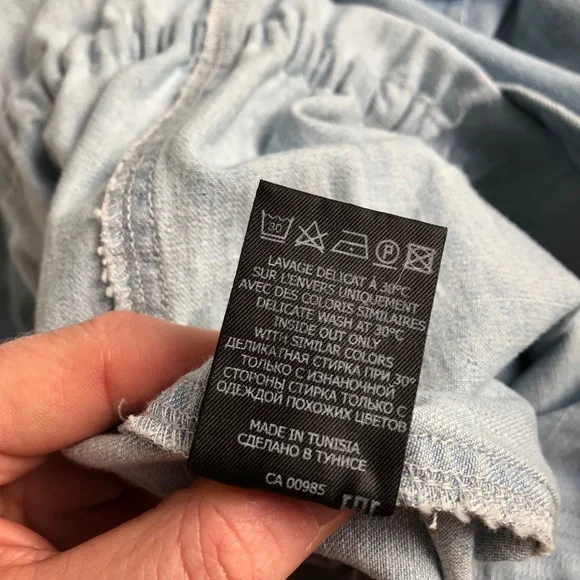 30
P
LAVAGE DÉLICAT À 30°C
SUR L'ENVERS UNIQUEMENT
AVEC DES COLORIS SIMILAIRES
DELICATE WASH AT 30°C
INSIDE OUT ONLY
WITH SIMILAR COLORS
ДЕЛИКАТНАЯ СТИРКА ПРИ 30°
ТОЛЬКО С ИЗНАНОЧНОЙ
СТОРОНЫ СТИРКА ТОЛЬКО С
ОДЕЖДОЙ ПОХОЖИХ ЦВЕТОВ
MADE IN TUNISIA
СДЕЛАНО В ТУНИСЕ
CA 00985